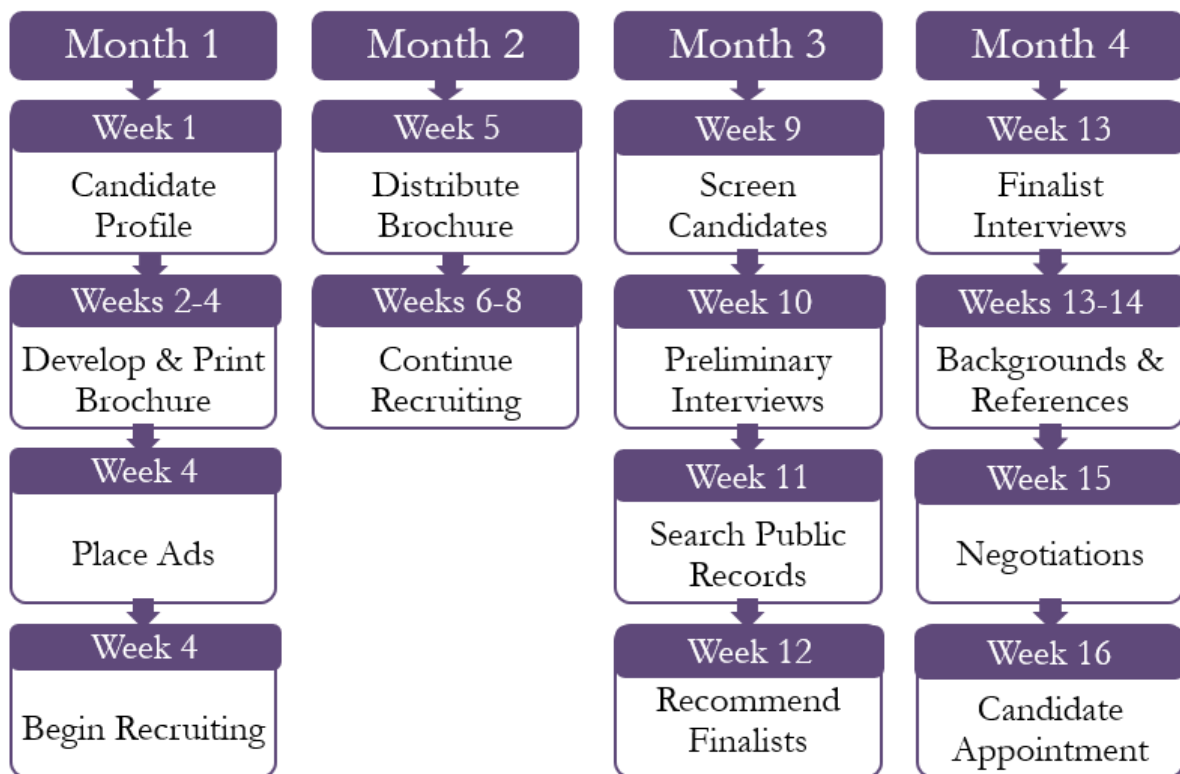 Month 1
Week 1
Candidate
Profile
Weeks 2-4
Develop & Print
Brochure
Week 4
Place Ads
Week 4
Begin Recruiting
Month 2
Week 5
Distribute
Brochure
Weeks 6-8
Continue
Recruiting
Month 3
Week 9
Screen
Candidates
Week 10
Preliminary
Interviews
Week 11
Search Public
Records
Week 12
Recommend
Finalists
Month 4
Week 13
Finalist
Interviews
Weeks 13-14
Backgrounds &
References
Week 15
Negotiations
Week 16
Candidate
Appointment